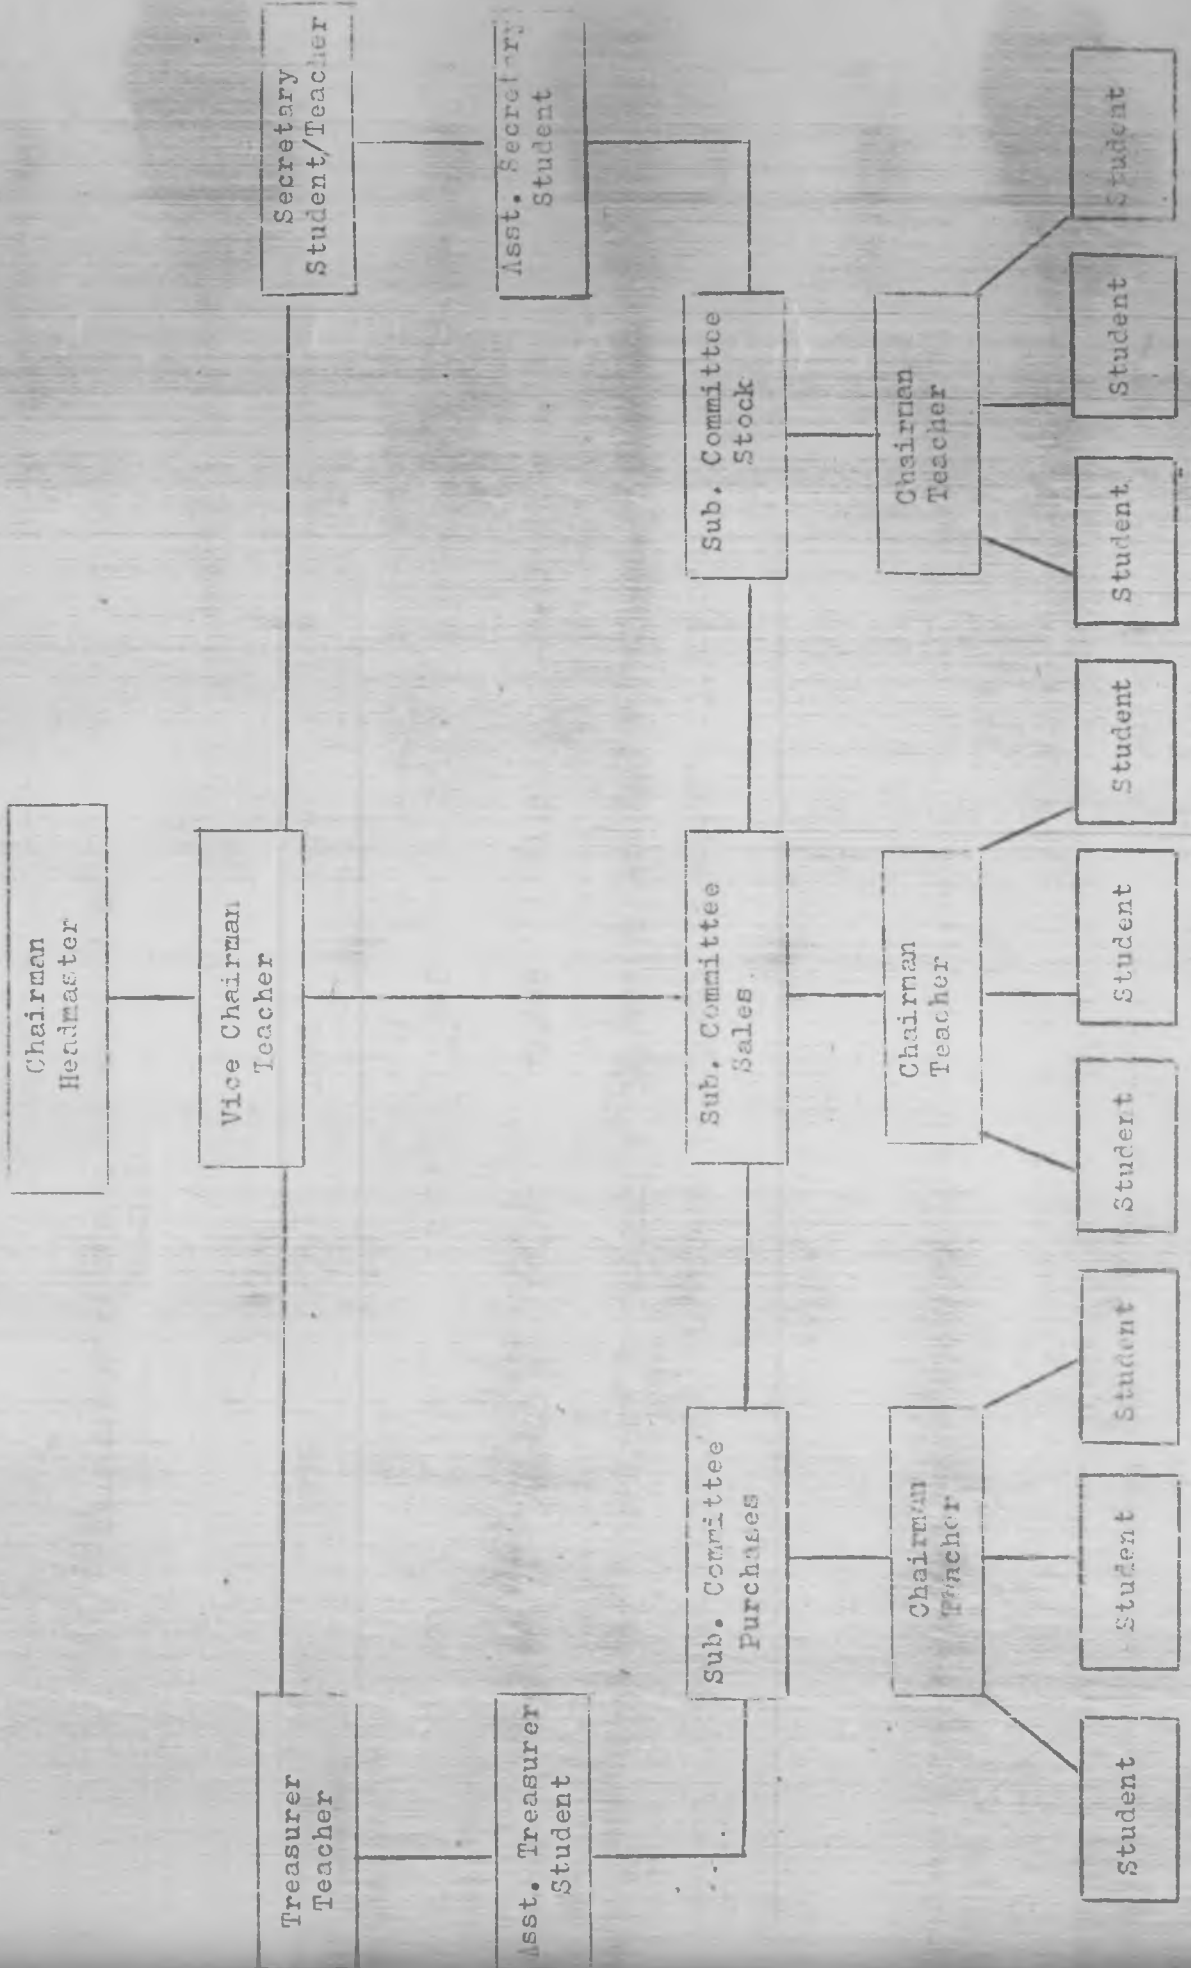 Chairman
Headmaster
Vice Chairman
Teacher
Treasurer
Teacher
Secretary
Student/Teacher
Asst. Treasurer
Student
Asst. Secretary
Student
Sub. Committee
Purchases
Sub. Committee
Sales
Sub. Committee
Stock
Chairman
Teacher
Chairman
Teacher
Chairman
Teacher
Student
Student
Student
Student
Student
Student
Student
Student
Student